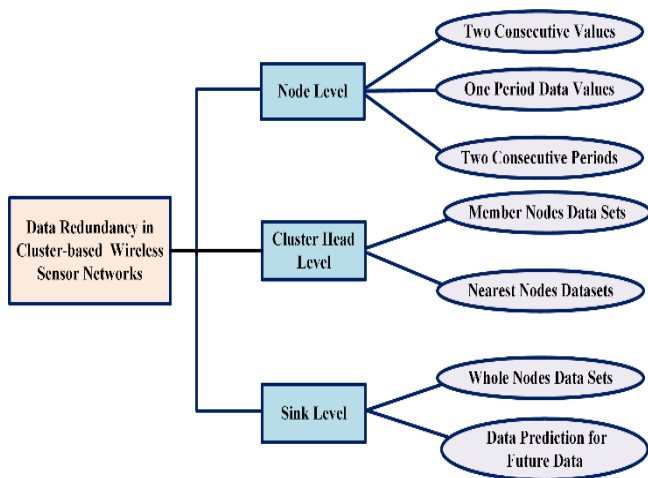 Data Redundancy in
Cluster-based Wireless
Sensor Networks
Node Level
Two Consecutive Values
One Period Data Values
Two Consecutive Periods
Cluster Head
Level
Member Nodes Data Sets
Nearest Nodes Datasets
Sink Level
Whole Nodes Data Sets
Data Prediction for
Future Data